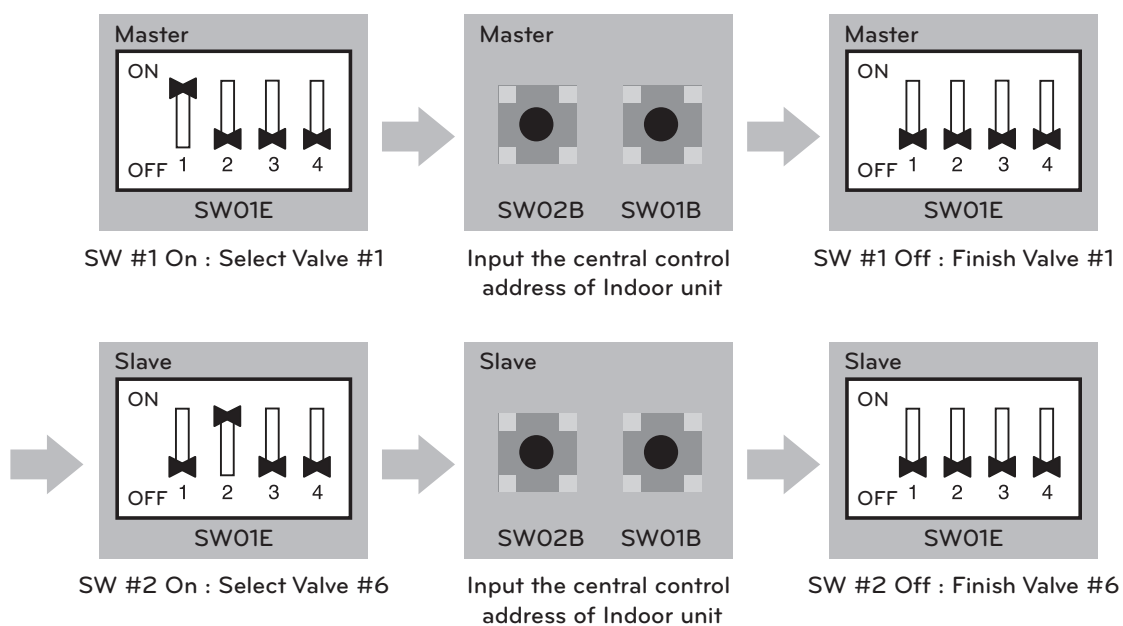 Master
ON
OFF 1 2 3 4
SW01E
SW #1 On : Select Valve #1
Master
SW02B SW01B
Input the central control
address of Indoor unit
Master
ON
OFF 1 2 3 4
SW01E
SW #1 Off : Finish Valve #1
Slave
ON
OFF 1 2 3 4
SW01E
SW #2 On : Select Valve #6
Slave
SW02B SW01B
Input the central control
address of Indoor unit
Slave
ON
OFF 1 2 3 4
SW01E
SW #2 Off : Finish Valve #6